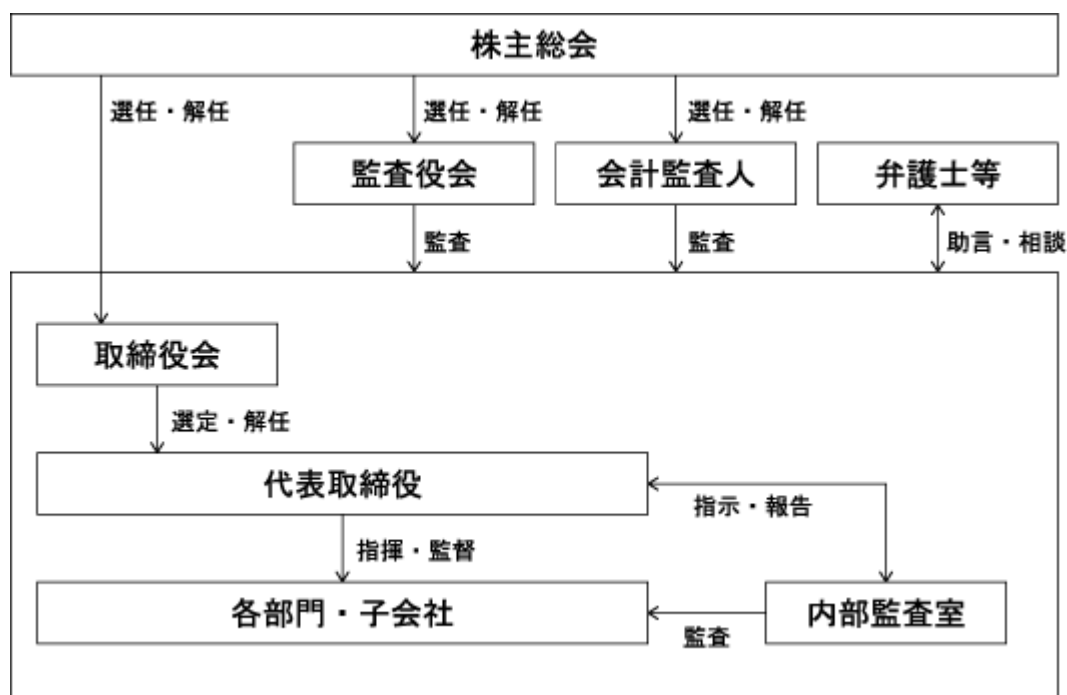 株主総会
選任・解任
選任・解任
選任・解任
監査役会
会計監査人
弁護士等
監査
監査
助言・相談
取締役会
選定・解任
代表取締役
指示・報告
指揮・監督
各部門・子会社
内部監査室
監査